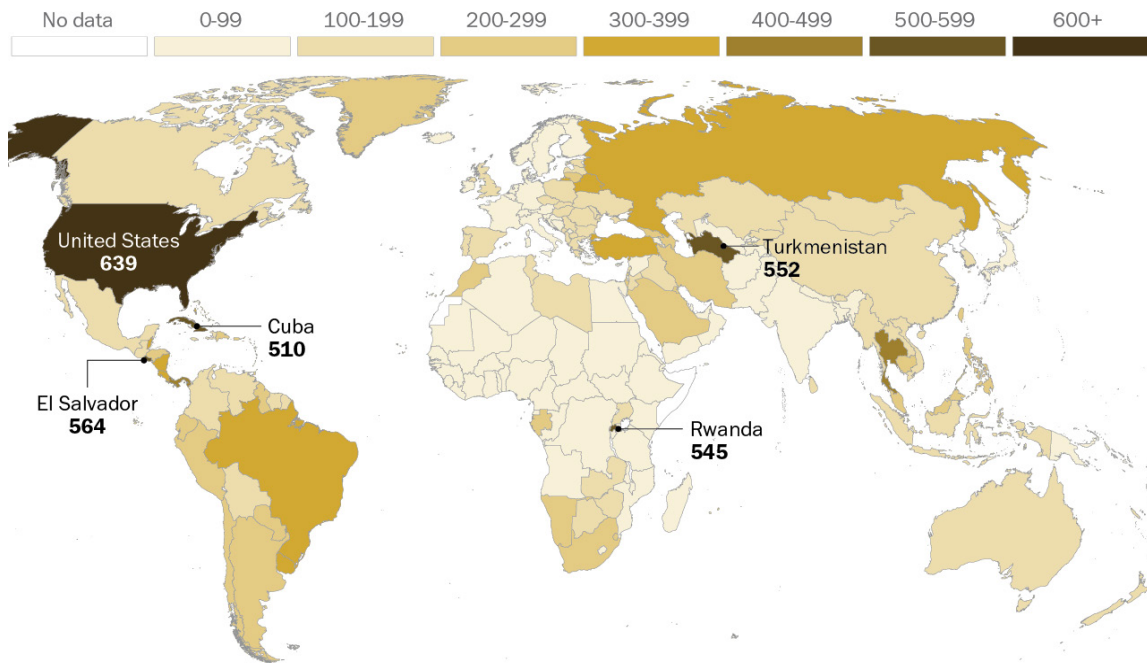 No data 0-99 100-199 200-299 300-399 400-499 500-599 600+
United States
639
Turkmenistan
552
Cuba
510
El Salvador
564
Rwanda
545